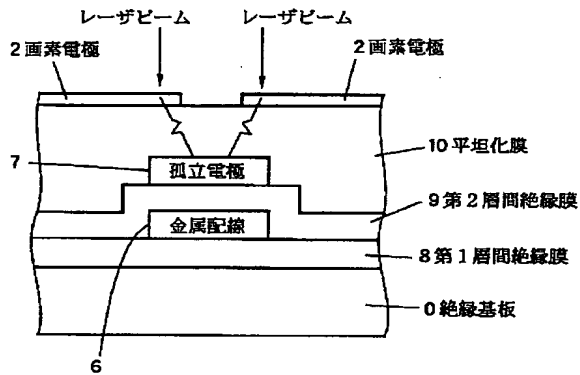 レーザビーム
レーザビーム
2画素電極
2画素電極
7
孤立電極
10平坦化膜
9第2層間絶縁膜
金属配線
8第1層間絶縁膜
0絶縁基板
6